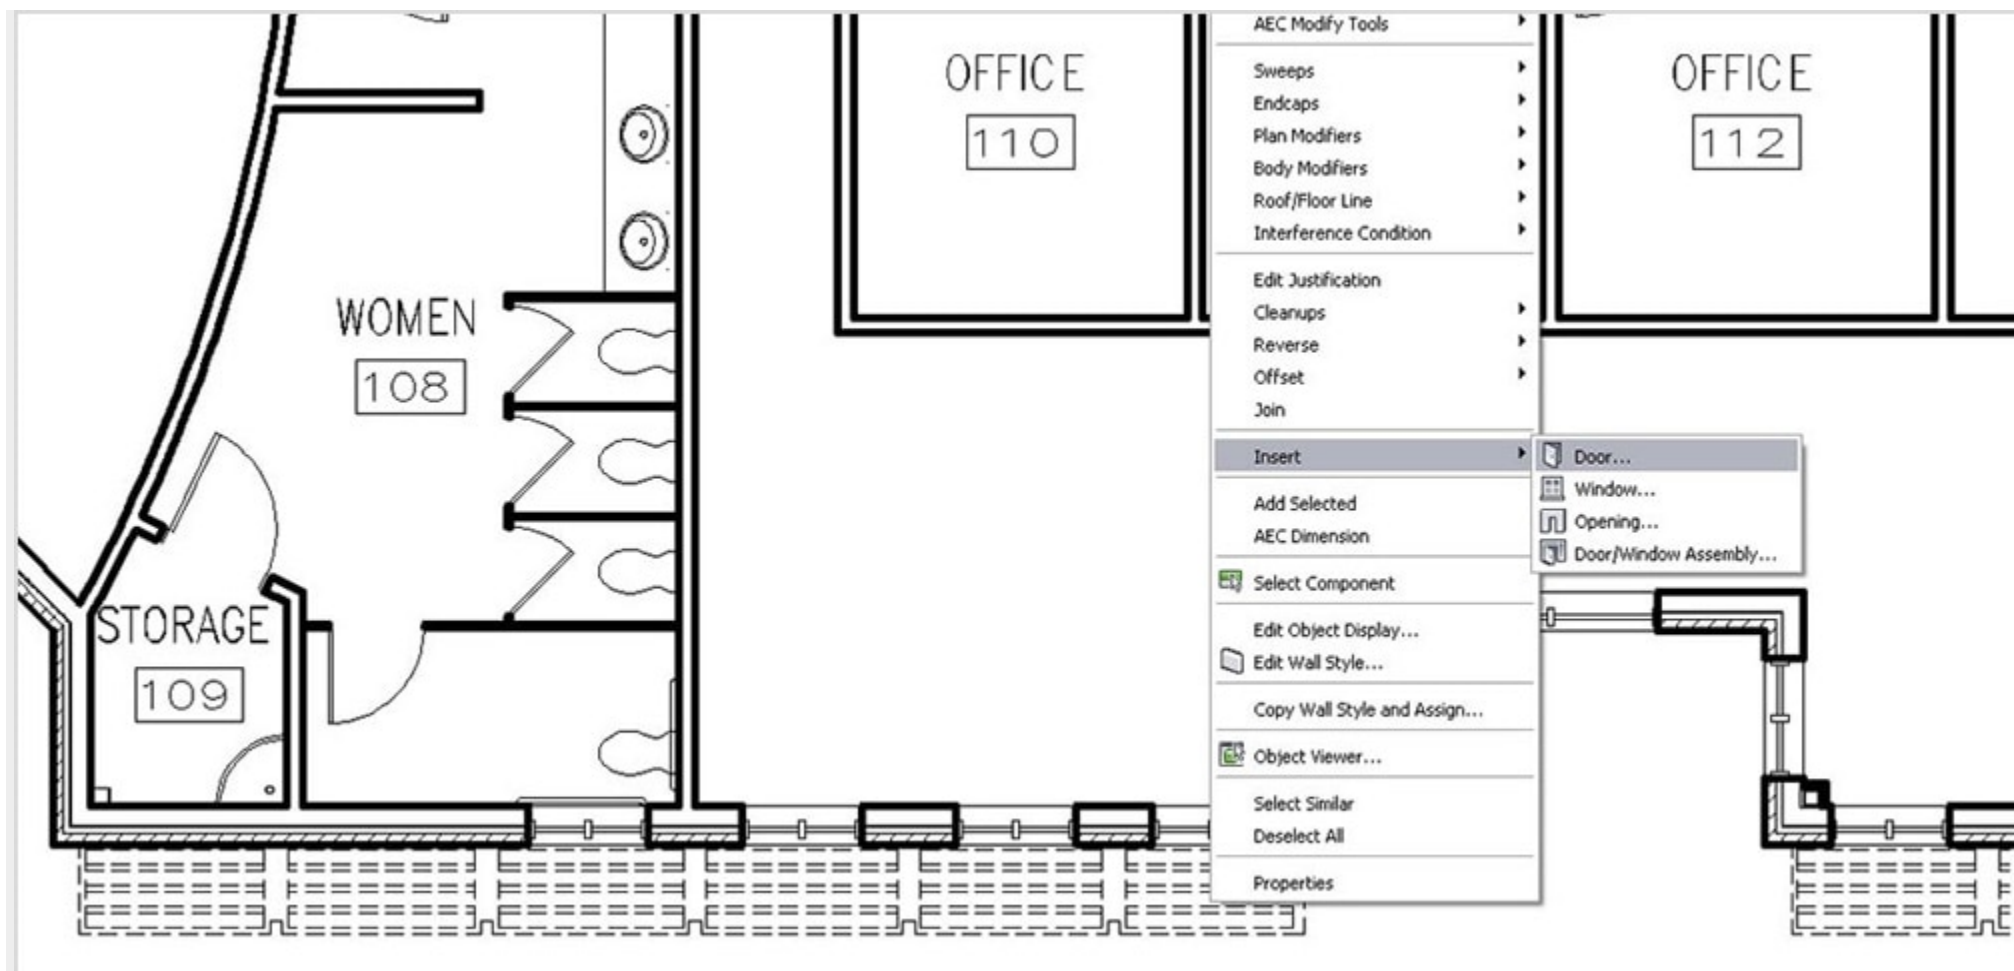 OFFICE
110
OFFICE
112
WOMEN
108
STORAGE
109
AEC Modify Tools
Sweeps
Endcaps
Plan Modifiers
Body Modifiers
Roof/Floor Line
Interference Condition
Edit Justification
Cleanups
Reverse
Offset
Join
Insert
Door...
Window...
Opening...
Door/Window Assembly...
Add Selected
AEC Dimension
Select Component
Edit Object Display...
Edit Wall Style...
Copy Wall Style and Assign...
Object Viewer...
Select Similar
Deselect All
Properties